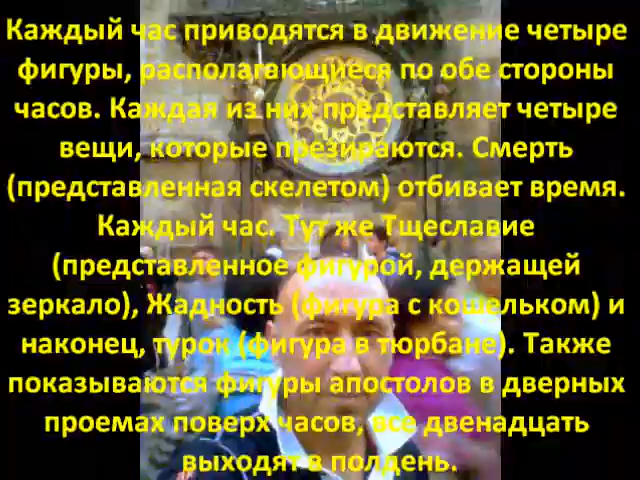 Каждый час приводятся в движение четыре
фигуры, располагающиеся по обе стороны
часов. Каждая из них представляет четыре
вещи, которые презираются. Смерть
(представленная скелетом) отбивает время.
Каждый час. Тут же Тщеславие
(представленное фигурой, держащей
зеркало), Жадность (фигура с кошельком) и
наконец, турок (фигура в тюрбане). Также
показываются фигуры апостолов в дверных
проемах поверх часов, все двенадцать
выходят в полдень.